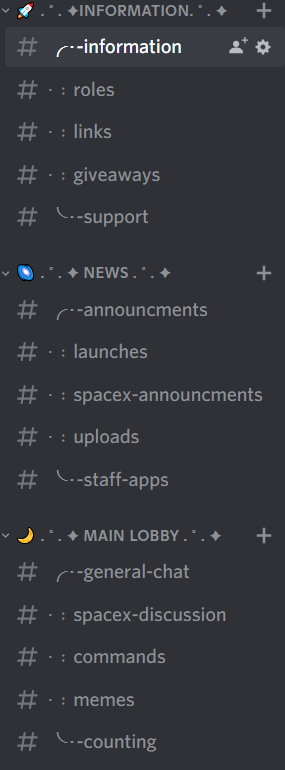 🚀 . ˚ . ✦INFORMATION. ˚ . ✦
# ╭--information
# ・:roles
# ・:links
# ・:giveaways
# ╰--support
. ˚ . ✦ NEWS . ˚ . ✦
# ╭--announcments
# ・:launches
# ・:spacex-announcments
# ・:uploads
# ╰--staff-apps
🌙 . ˚ . ✦ MAIN LOBBY . ˚ . ✦
# ╭--general-chat
# ・:spacex-discussion
# ・:commands
# ・:memes
# ╰--counting